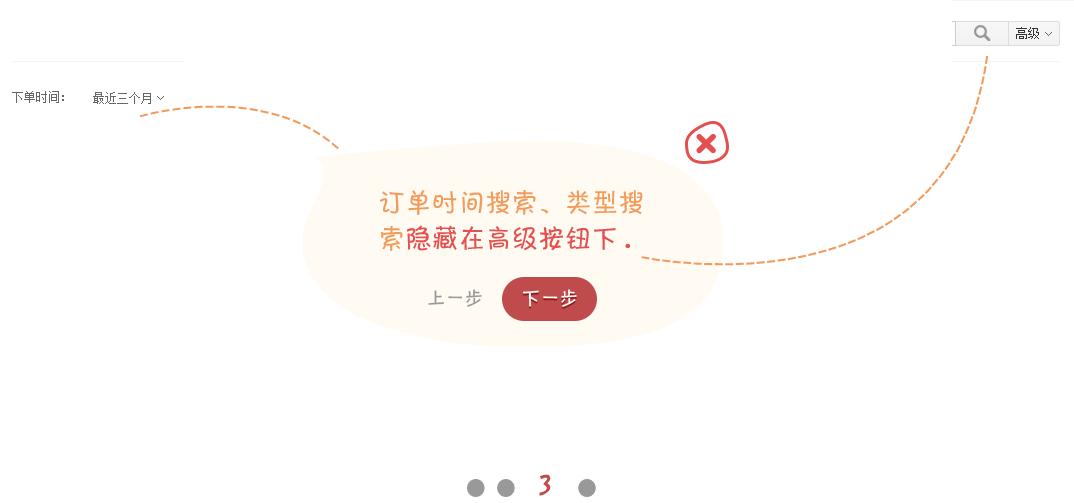 高级
下单时间： 最近三个月
订单时间搜索、类型搜
索隐藏在高级按钮下.
上一步 下一步
3